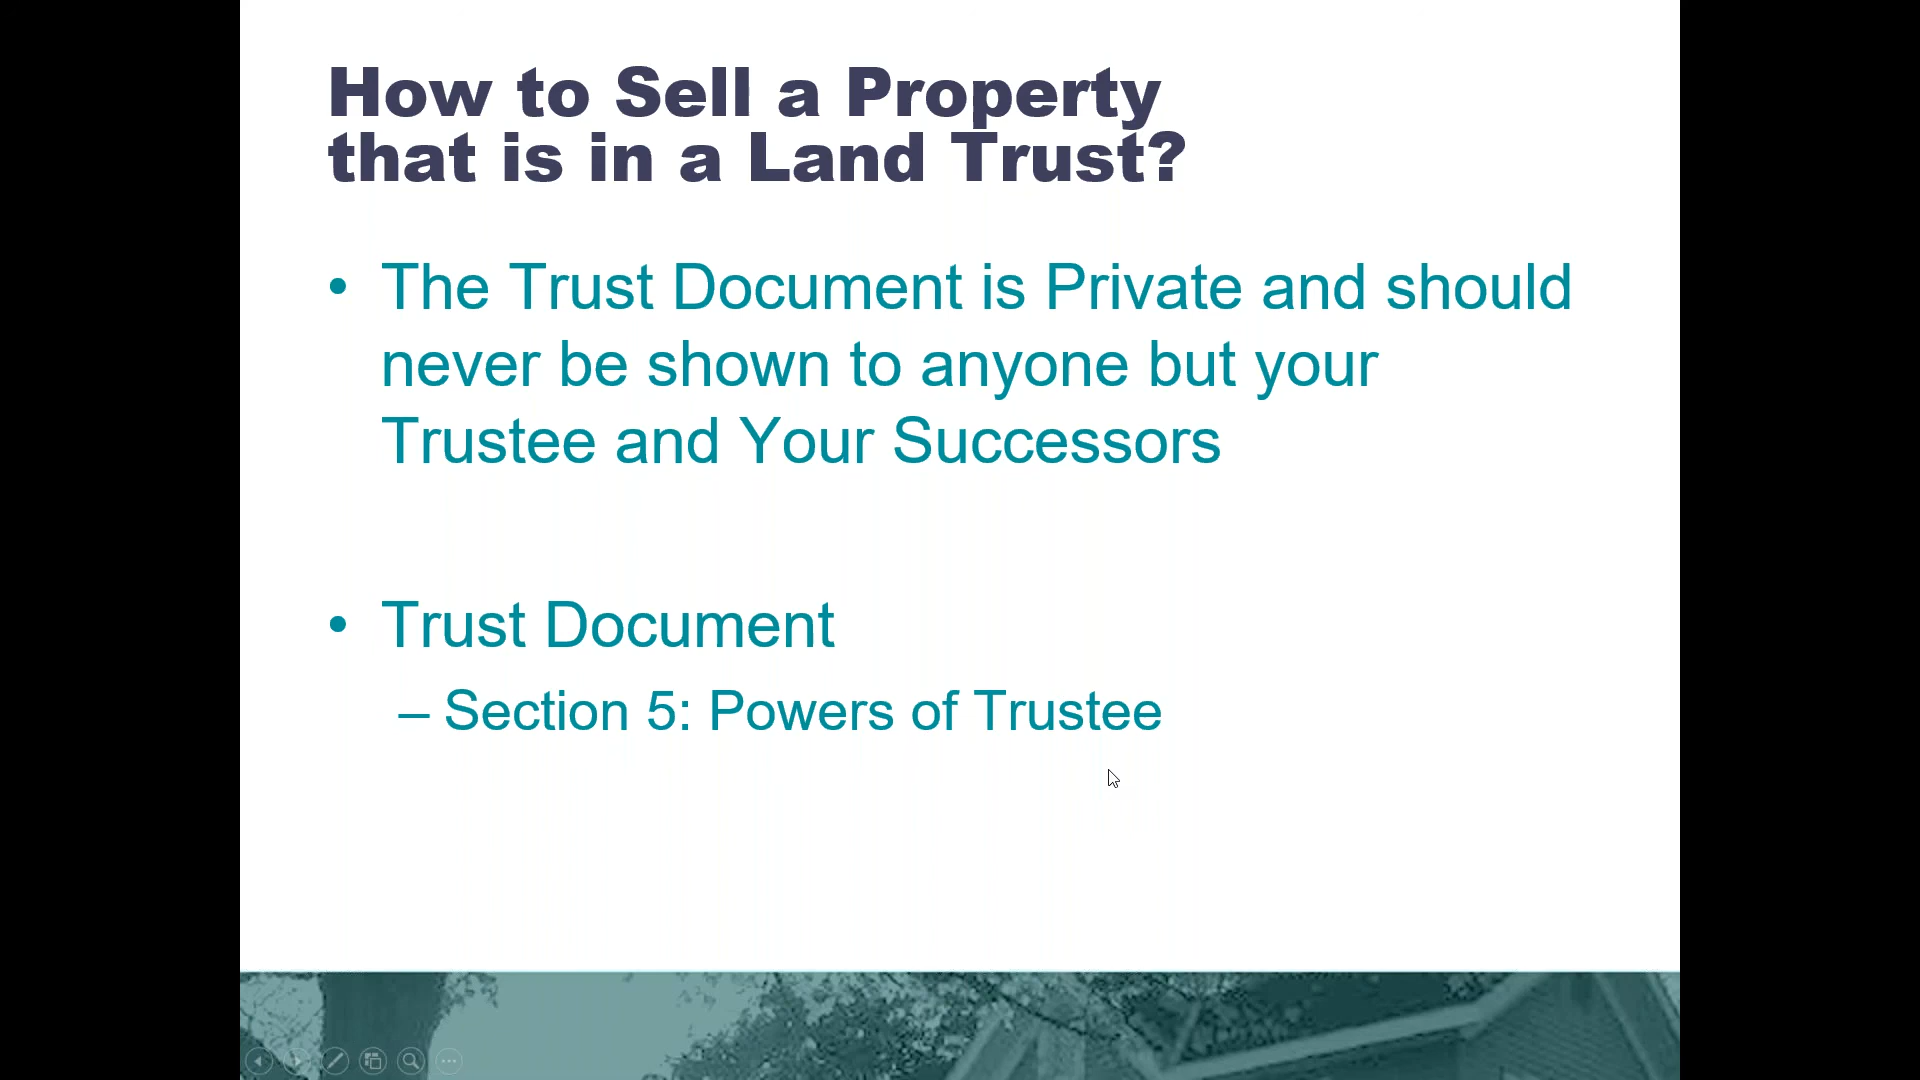 How to Sell a Property
that is in a Land Trust?
• The Trust Document is Private and should
never be shown to anyone but your
Trustee and Your Successors
• Trust Document
– Section 5: Powers of Trustee